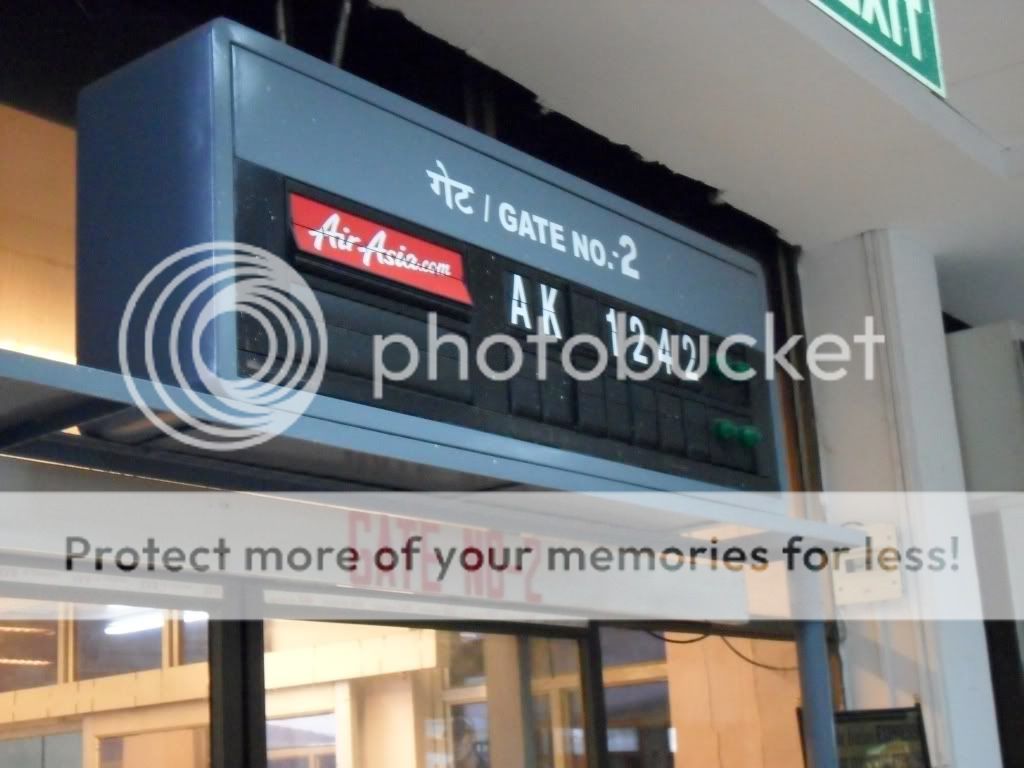 EXIT
गेट / GATE NO.:2
AirAsia.com
AK 1242
photobucket
GATE NO-2
Protect more of your memories for less!